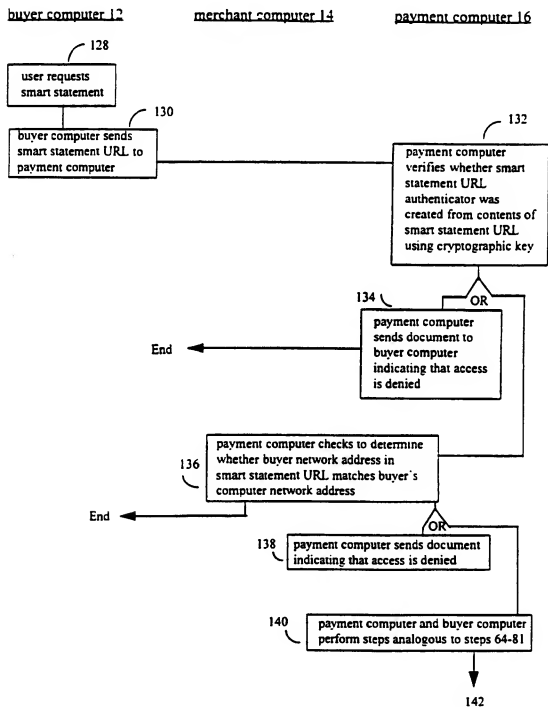 buyer computer 12 merchant computer 14 payment computer 16
128
user requests
smart statement
130
buyer computer sends
smart statement URL to
payment computer
132
payment computer
verifies whether smart
statement URL
authenticator was
created from contents of
smart statement URL
using cryptographic key
OR
134
payment computer
sends document to
buyer computer
indicating that access
is denied
End
136
payment computer checks to determine
whether buyer network address in
smart statement URL matches buyer's
computer network address
End
OR
138
payment computer sends document
indicating that access is denied
140
payment computer and buyer computer
perform steps analogous to steps 64-81
142